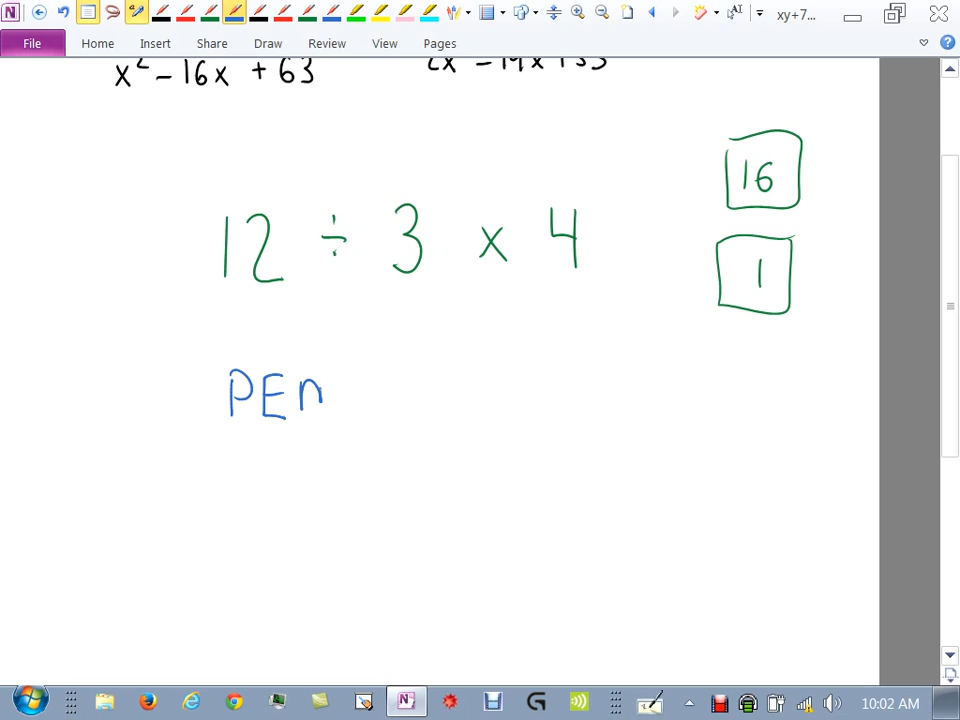 xy+7...
File Home Insert Share Draw Review View Pages
x² - 16x + 63
16
12 ÷ 3 x 4
1
PEM
10:02 AM